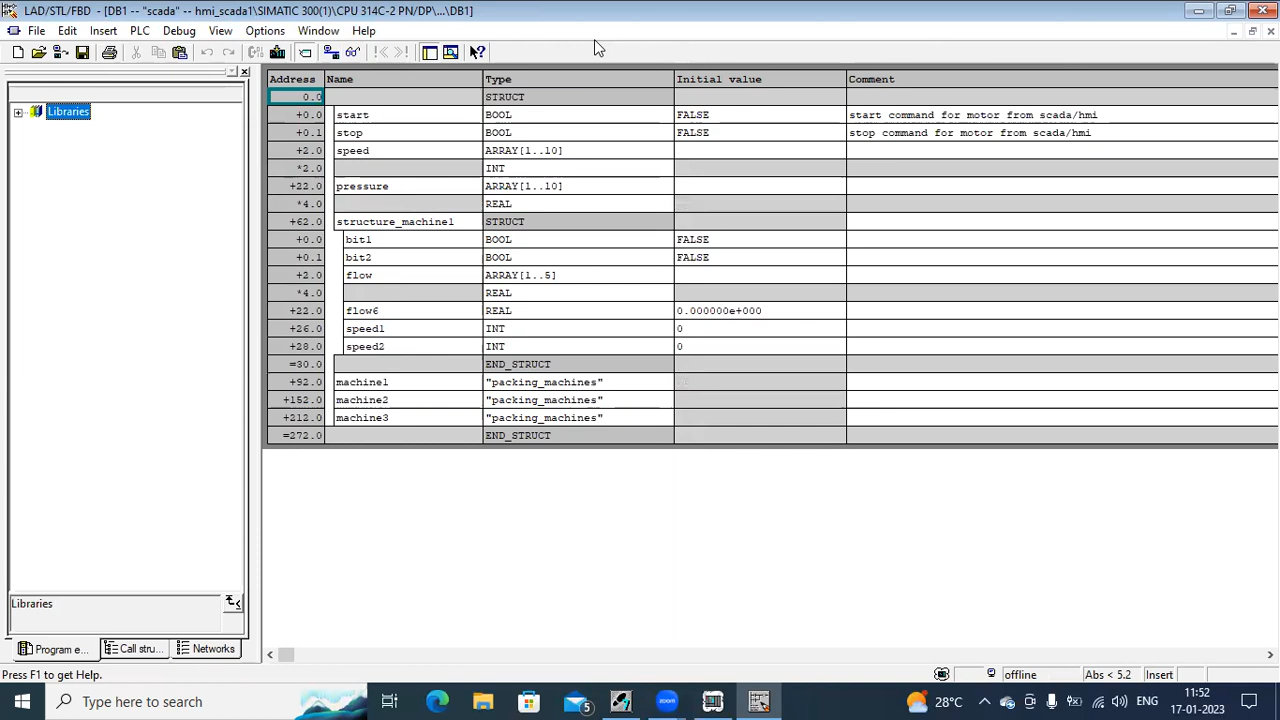 LAD/STL/FBD - [DB1 -- "scada" -- hmi_scada1\SIMATIC 300(1)\CPU 314C-2 PN/DP\...\DB1]
File Edit Insert PLC Debug View Options Window Help
Address Name Type Initial value Comment
0.0 STRUCT
+0.0 start BOOL FALSE start command for motor from scada/hmi
+0.1 stop BOOL FALSE stop command for motor from scada/hmi
+2.0 speed ARRAY[1..10]
*2.0 INT
+22.0 pressure ARRAY[1..10]
*4.0 REAL
+62.0 structure_machine1 STRUCT
+0.0 bit1 BOOL FALSE
+0.1 bit2 BOOL FALSE
+2.0 flow ARRAY[1..5]
*4.0 REAL
+22.0 flow6 REAL 0.000000e+000
+26.0 speed1 INT 0
+28.0 speed2 INT 0
=30.0 END_STRUCT
+92.0 machine1 "packing_machines"
+152.0 machine2 "packing_machines"
+212.0 machine3 "packing_machines"
=272.0 END_STRUCT
Libraries
Libraries
Program e... Call stru... Networks
Press F1 to get Help. offline Abs < 5.2 Insert
Type here to search 5 zoom 28°C ENG 11:52
17-01-2023